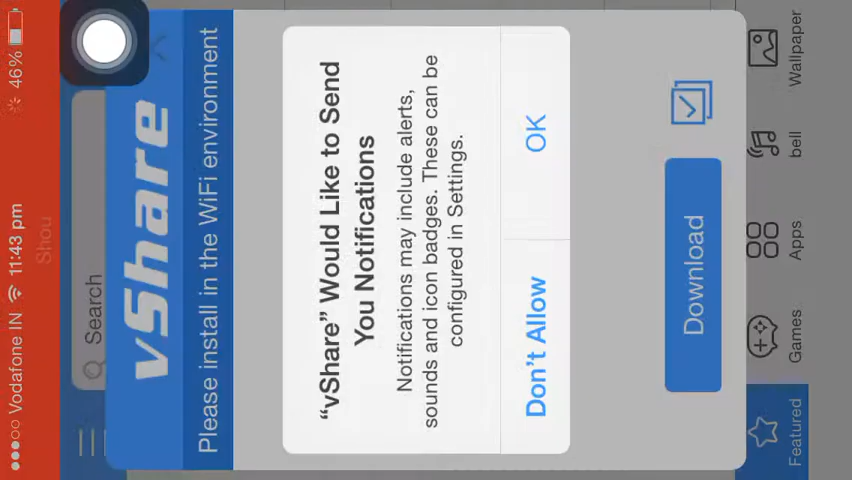 ●●●○○ Vodafone IN 11:43 pm 46%
Shou
Search
vShare
Please install in the WiFi environment
“vShare” Would Like to Send
You Notifications
Notifications may include alerts,
sounds and icon badges. These can be
configured in Settings.
Don’t Allow OK
Download
Featured Games Apps bell Wallpaper